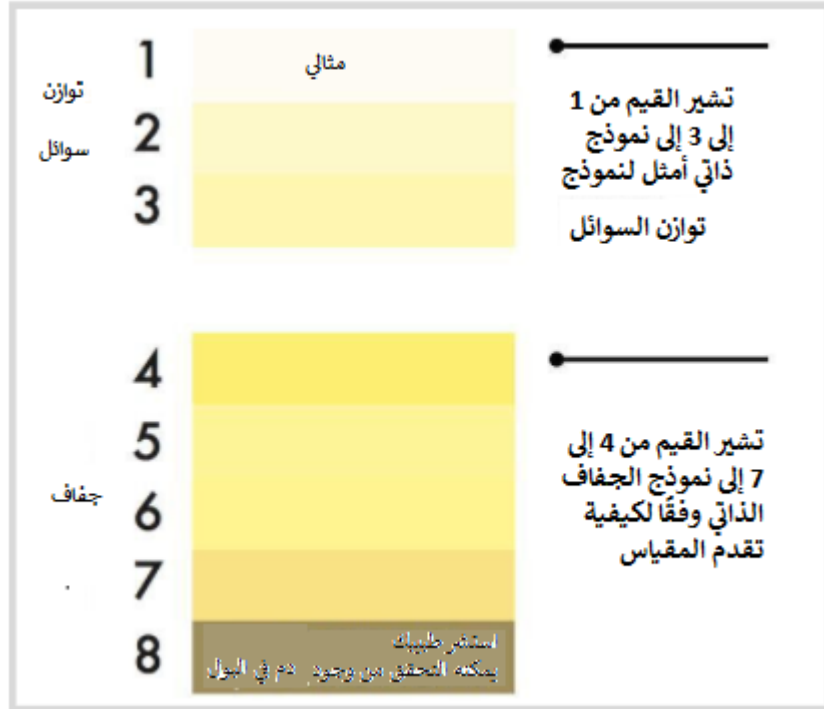 توازن
سوائل
1
مثالي
2
3
تشير القيم من 1
إلى 3 إلى نموذج
ذاتي أمثل لنموذج
توازن السوائل
4
5
جفاف
6
7
8
استشر طبيبك
يمكنه التحقق من وجود دم في البول
تشير القيم من 4 إلى
7 إلى نموذج الجفاف
الذاتي وفقًا لكيفية
تقدم المقياس